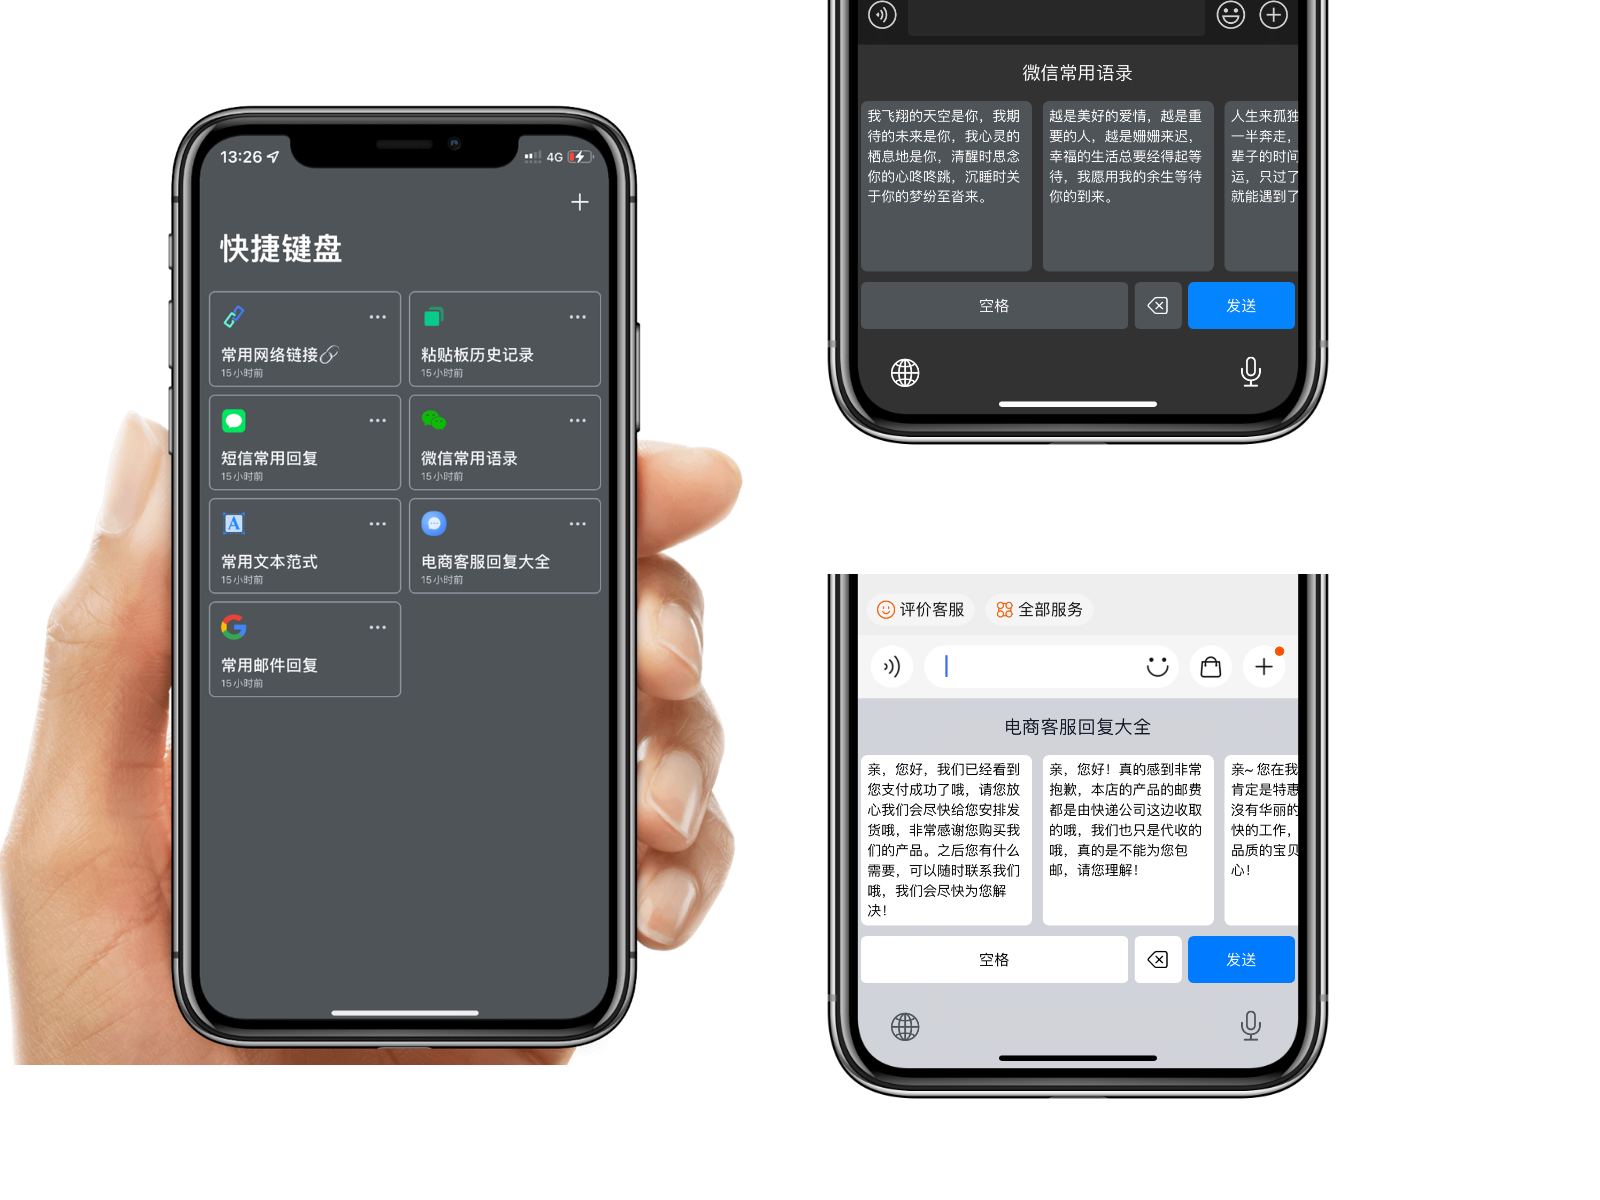 13:26
4G
快捷键盘
常用网络链接🔗
15小时前
粘贴板历史记录
15小时前
短信常用回复
15小时前
微信常用语录
15小时前
A
常用文本范式
15小时前
电商客服回复大全
15小时前
常用邮件回复
15小时前
微信常用语录
我飞翔的天空是你，我期
待的未来是你，我心灵的
栖息地是你，清醒时思念
你的心咚咚跳，沉睡时关
于你的梦纷至沓来。
越是美好的爱情，越是重
要的人，越是姗姗来迟，
幸福的生活总要经得起等
待，我愿用我的余生等待
你的到来。
人生来孤独
一半奔走，
辈子的时间
运，只过了
就能遇到了
空格
发送
评价客服
全部服务
电商客服回复大全
亲，您好，我们已经看到
您支付成功了哦，请您放
心我们会尽快给您安排发
货哦，非常感谢您购买我
们的产品。之后您有什么
需要，可以随时联系我们
哦，我们会尽快为您解
决！
亲，您好！真的感到非常
抱歉，本店的产品的邮费
都是由快递公司这边收取
的哦，我们也只是代收的
哦，真的是不能为您包
邮，请您理解！
亲~ 您在我
肯定是特惠
沒有华丽的
快的工作，
品质的宝贝
心！
空格
发送